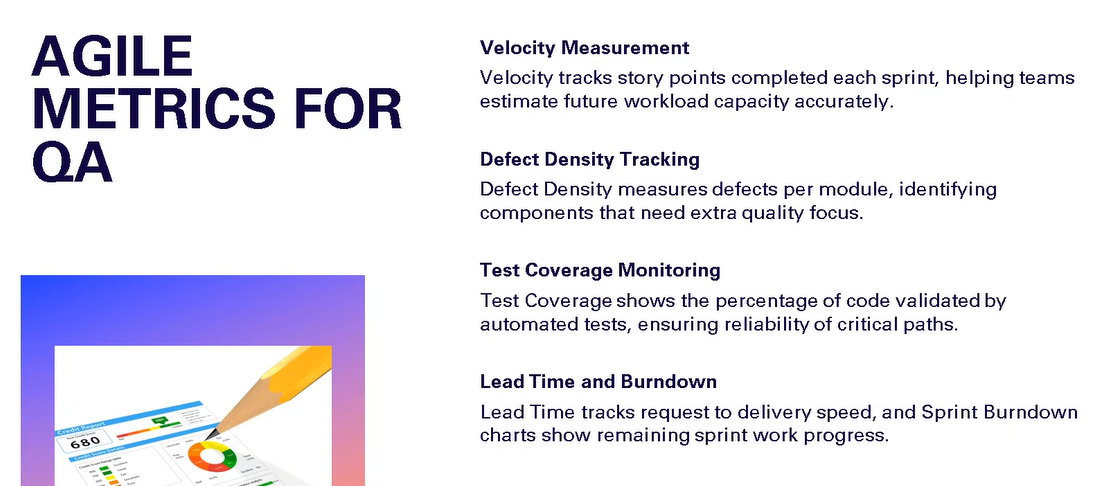 AGILE
METRICS FOR
QA
Velocity Measurement
Velocity tracks story points completed each sprint, helping teams
estimate future workload capacity accurately.
Defect Density Tracking
Defect Density measures defects per module, identifying
components that need extra quality focus.
Test Coverage Monitoring
Test Coverage shows the percentage of code validated by
automated tests, ensuring reliability of critical paths.
Lead Time and Burndown
Lead Time tracks request to delivery speed, and Sprint Burndown
charts show remaining sprint work progress.
Credit Report
680